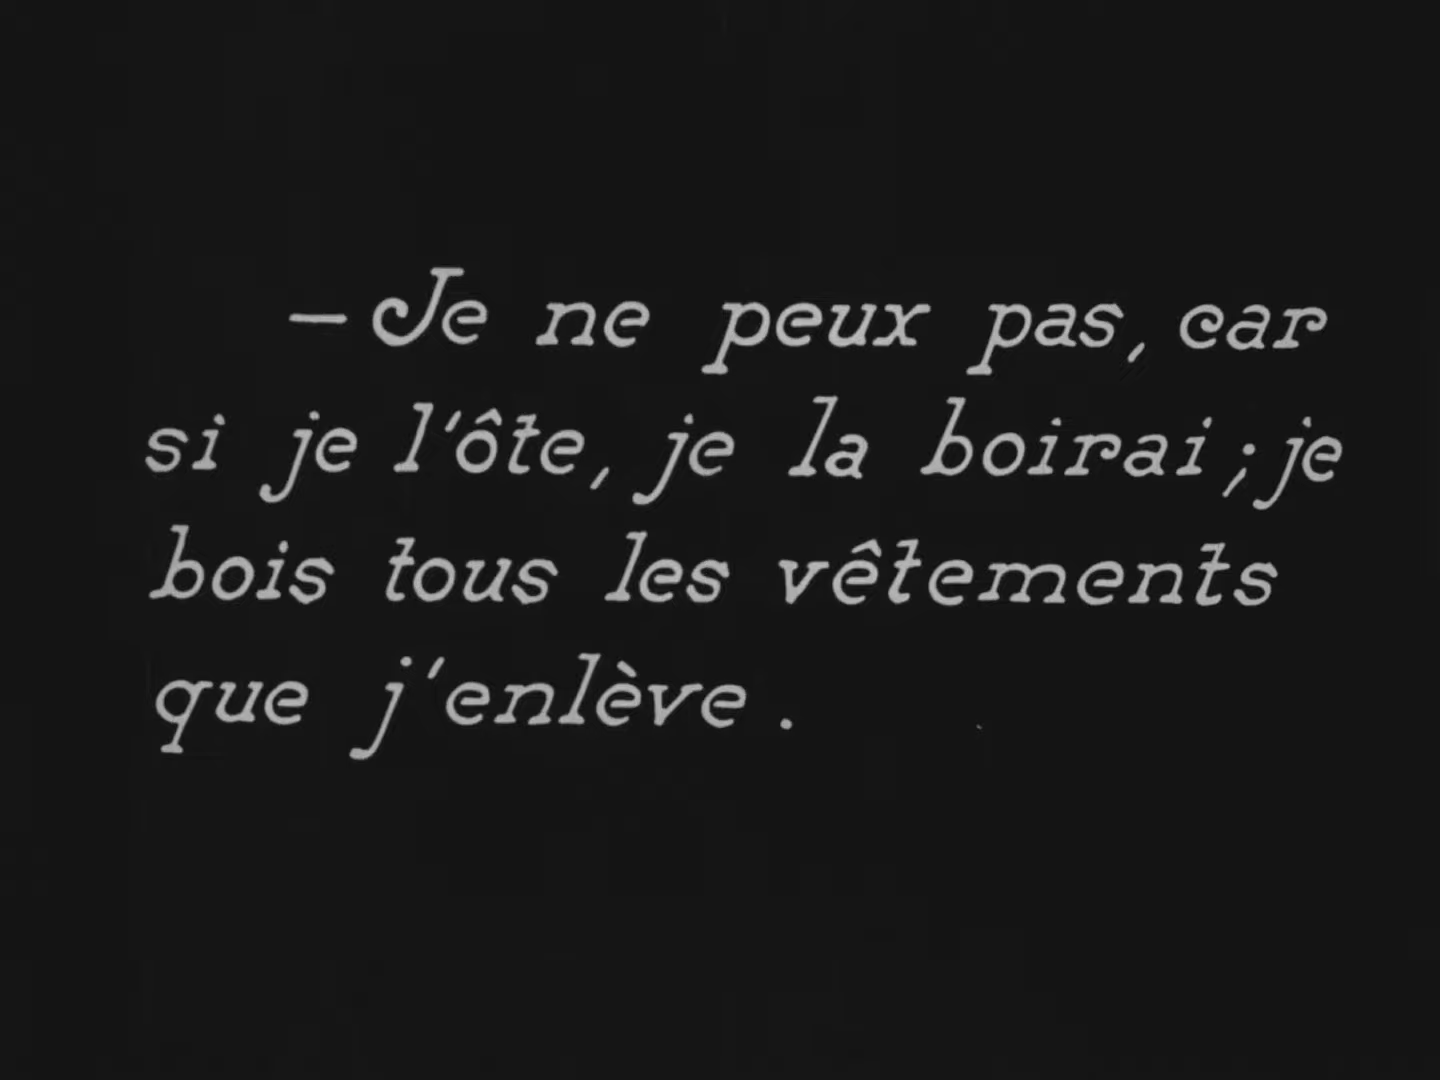 – Je ne peux pas, car
si je l'ôte, je la boirai ; je
bois tous les vêtements
que j'enlève .